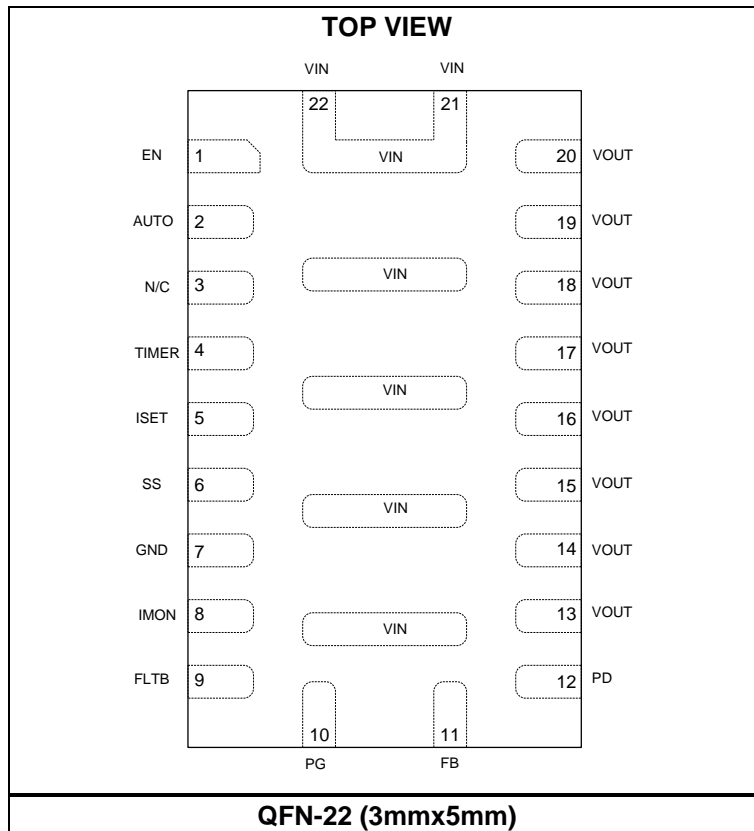 TOP VIEW
VIN VIN
22 21
EN 1 VIN 20 VOUT
AUTO 2 19 VOUT
N/C 3 VIN 18 VOUT
TIMER 4 17 VOUT
VIN
ISET 5 16 VOUT
SS 6 15 VOUT
VIN
GND 7 14 VOUT
IMON 8 13 VOUT
VIN
FLTB 9 12 PD
10 11
PG FB
QFN-22 (3mmx5mm)